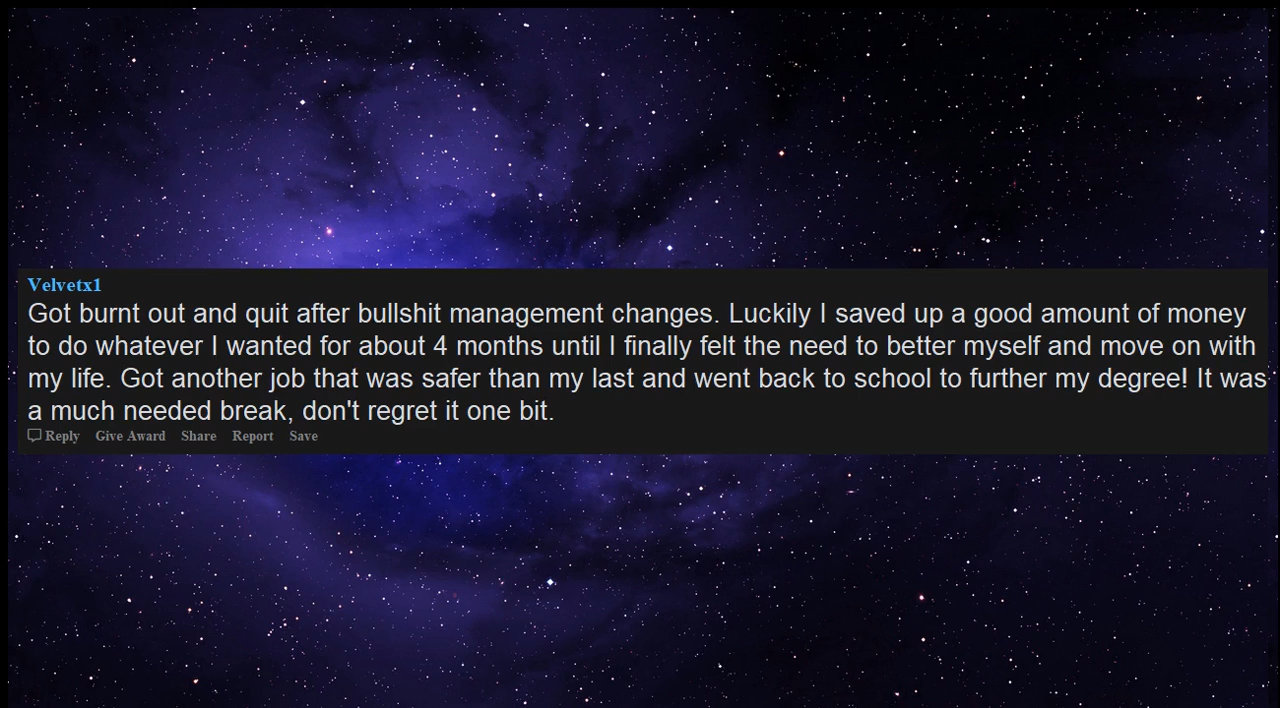 Velvetx1
Got burnt out and quit after bullshit management changes. Luckily I saved up a good amount of money
to do whatever I wanted for about 4 months until I finally felt the need to better myself and move on with
my life. Got another job that was safer than my last and went back to school to further my degree! It was
a much needed break, don't regret it one bit.
Reply Give Award Share Report Save